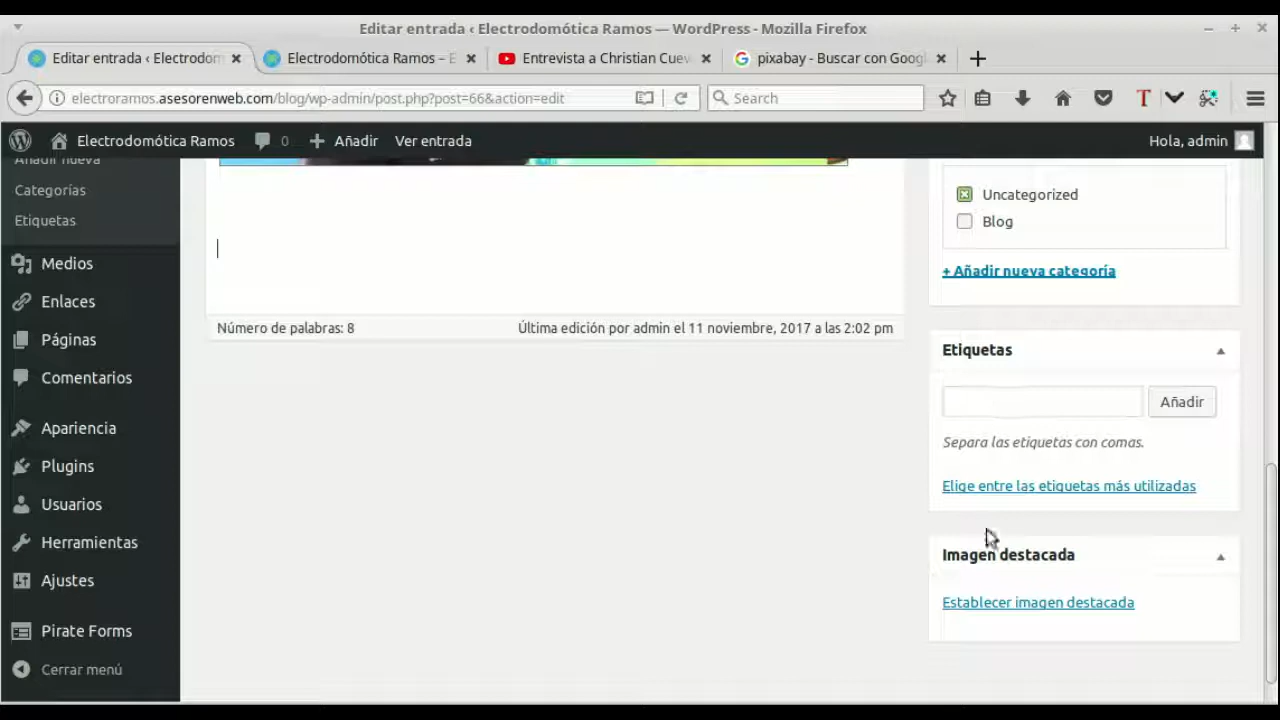 Editar entrada ‹ Electrodomótica Ramos — WordPress - Mozilla Firefox
Editar entrada ‹ Electrodom
Electrodomótica Ramos – E
Entrevista a Christian Cuev
pixabay - Buscar con Googl
electroramos.asesorenweb.com/blog/wp-admin/post.php?post=66&action=edit
Search
Electrodomótica Ramos
0
Añadir
Ver entrada
Hola, admin
Añadir nueva
Categorías
Etiquetas
Medios
Enlaces
Páginas
Comentarios
Apariencia
Plugins
Usuarios
Herramientas
Ajustes
Pirate Forms
Cerrar menú
Número de palabras: 8
Última edición por admin el 11 noviembre, 2017 a las 2:02 pm
Uncategorized
Blog
+ Añadir nueva categoría
Etiquetas
Añadir
Separa las etiquetas con comas.
Elige entre las etiquetas más utilizadas
Imagen destacada
Establecer imagen destacada